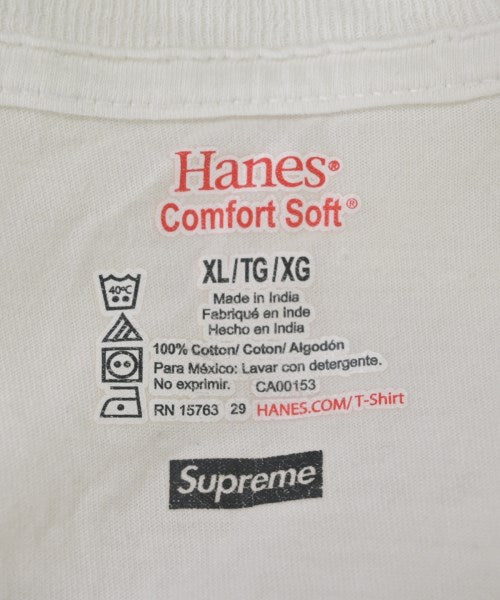 Hanes®
Comfort Soft®
XL/TG/XG
Made in India
Fabriqué en inde
Hecho en India
40ºC
100% Cotton/ Coton/ Algodón
Para México: Lavar con detergente.
No exprimir. CA00153
RN 15763 29 HANES.COM/T-Shirt
Supreme